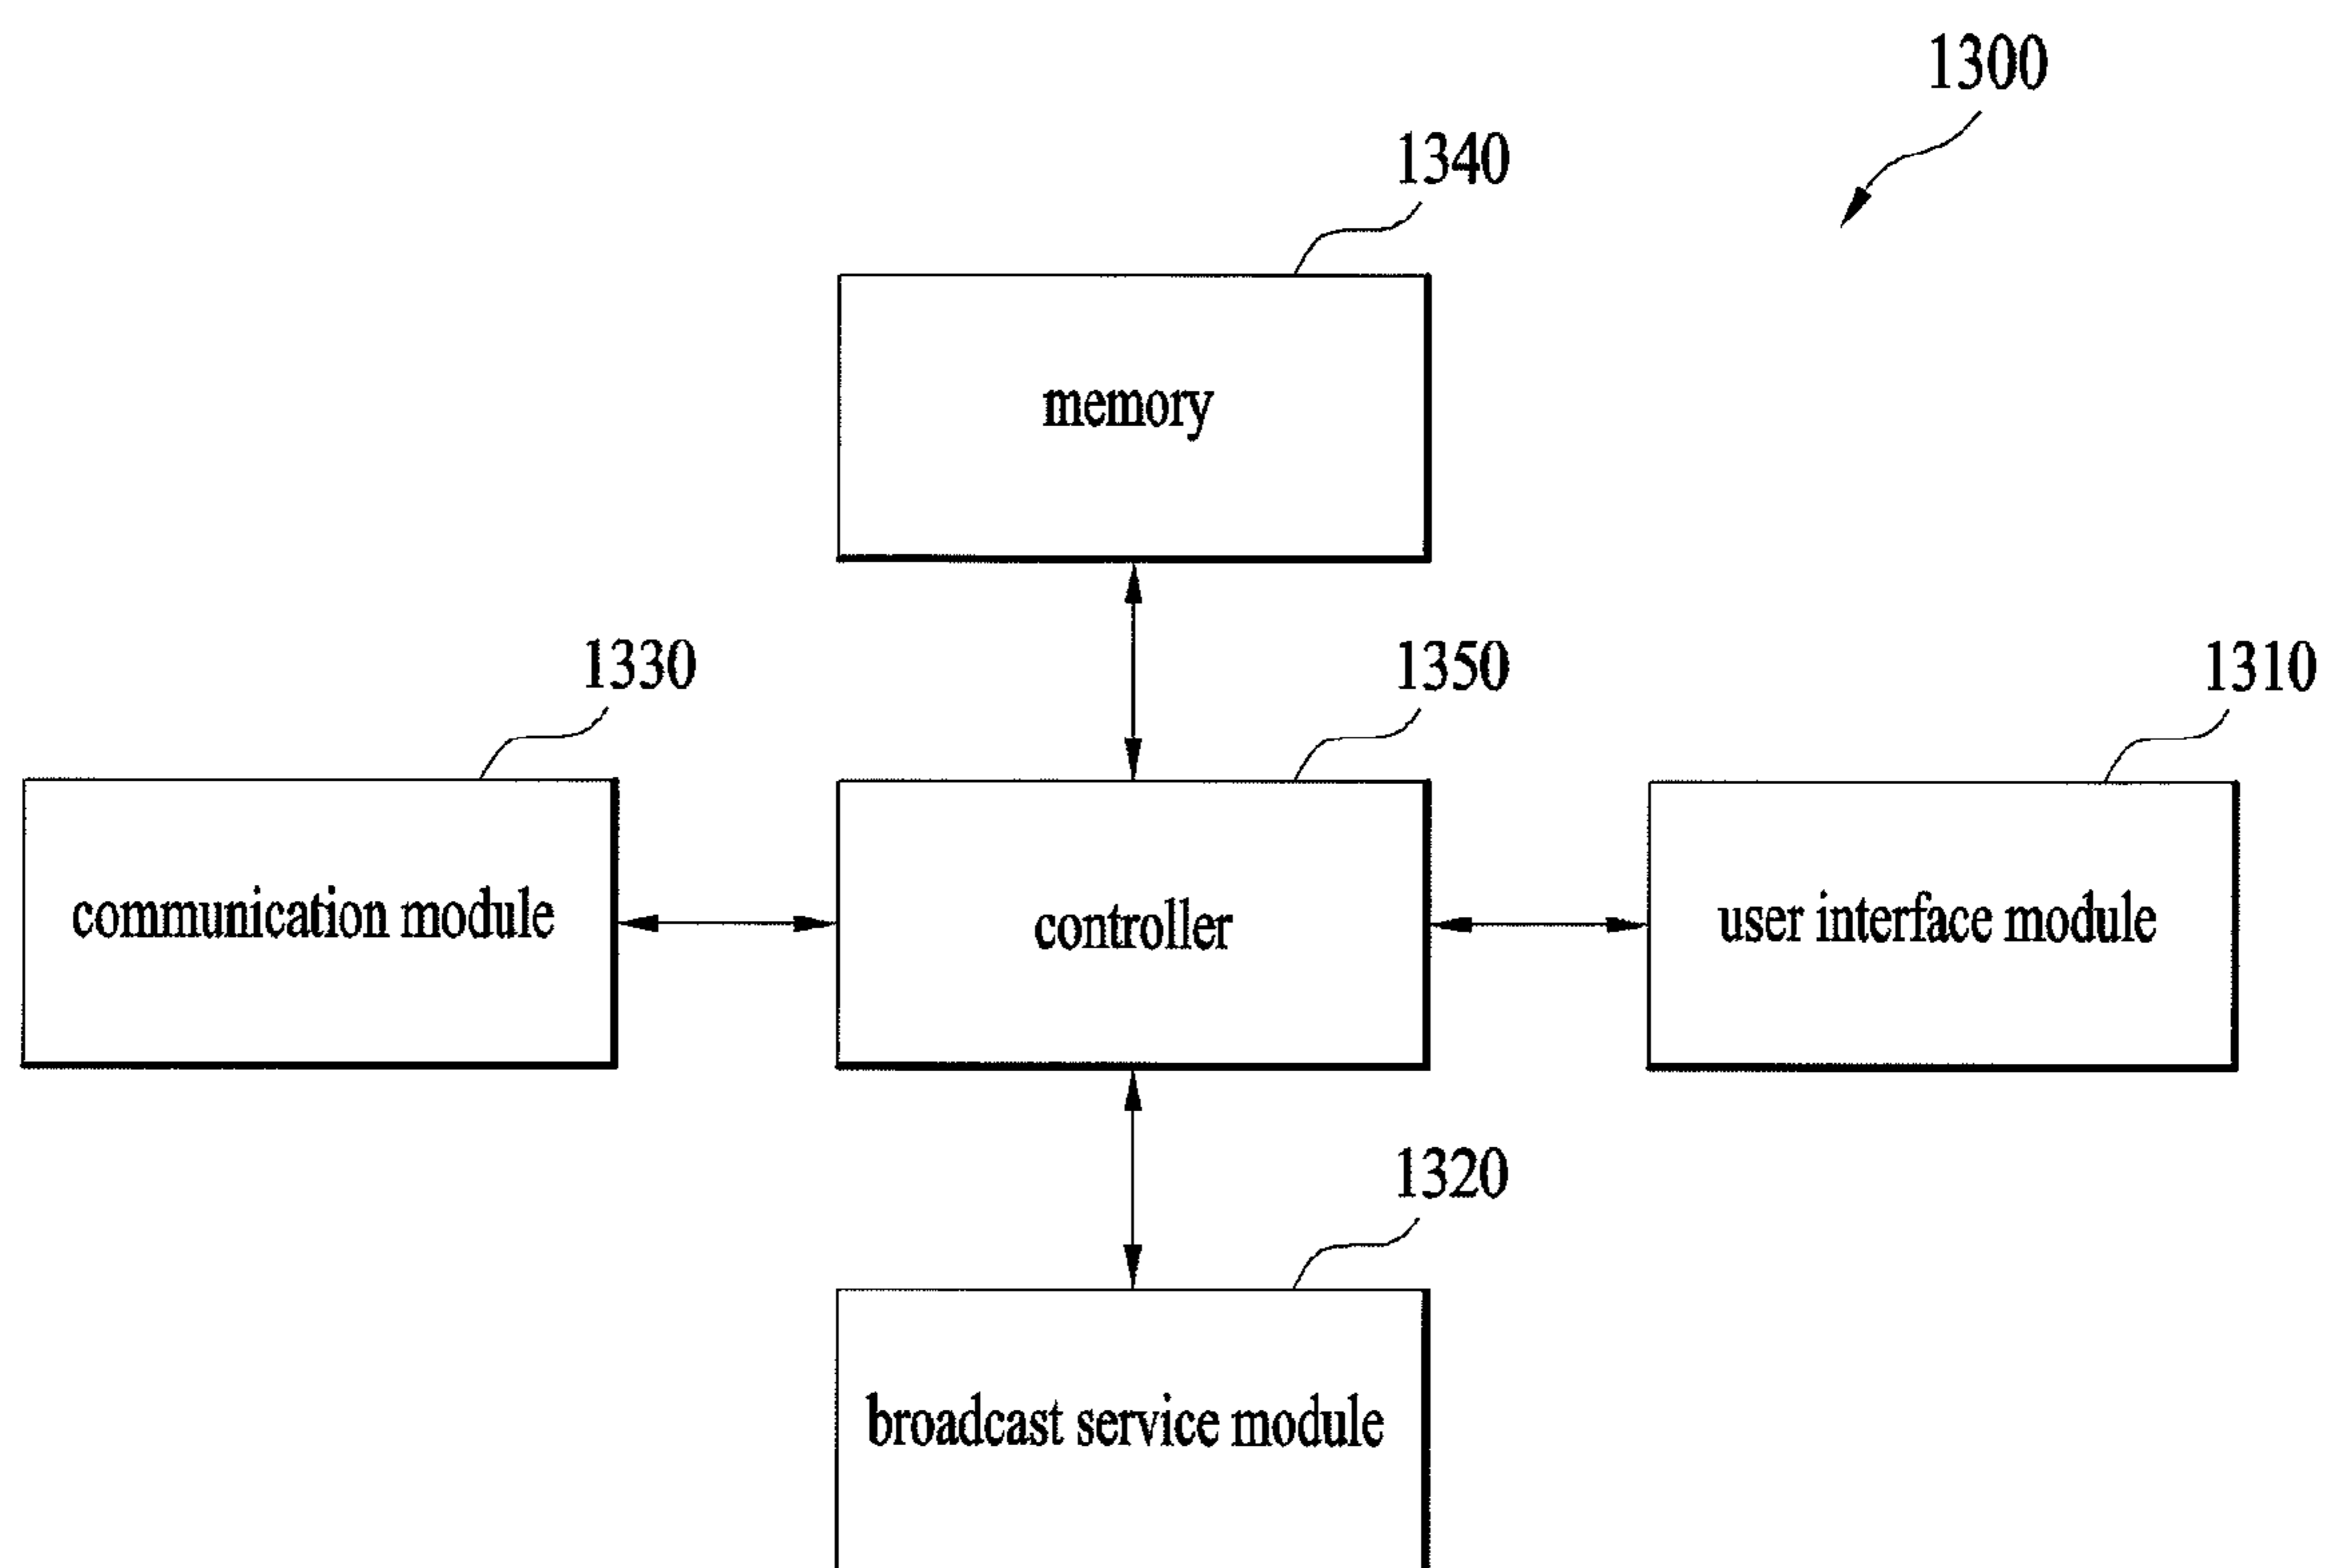 1300
1340
memory
1330
1350
1310
communication module
controller
user interface module
1320
broadcast service module